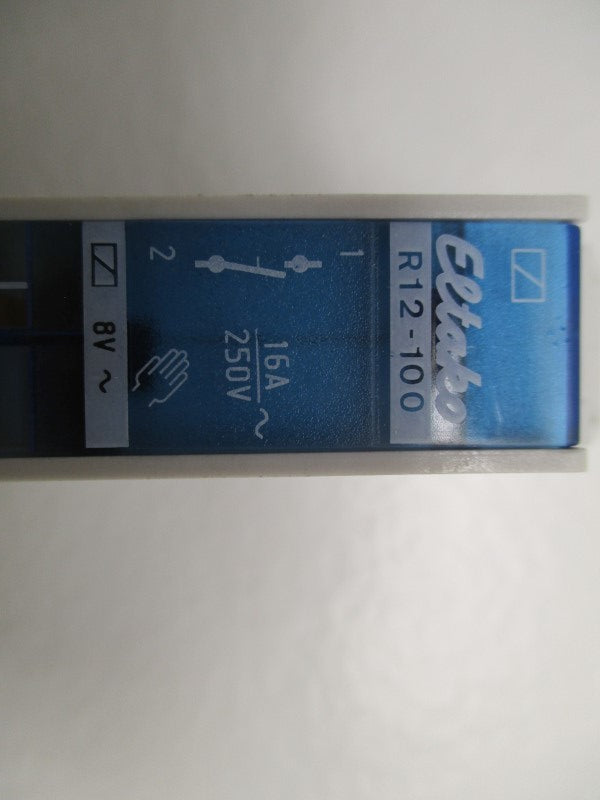 Eltako
R12-100
1
16A
250V ~
2
8V ~